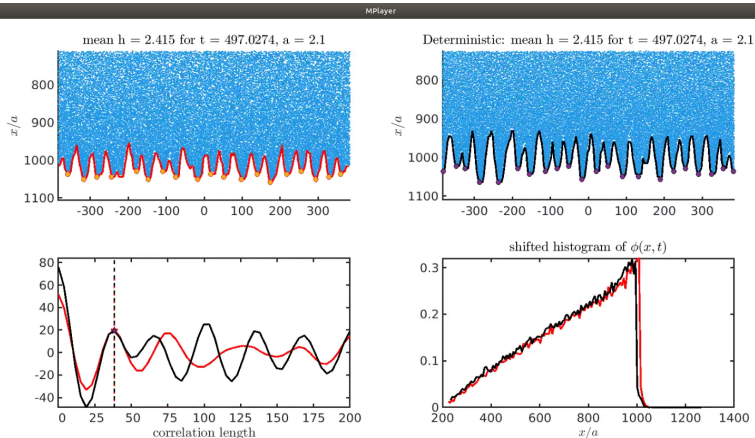 MPlayer
mean h = 2.415 for t = 497.0274, a = 2.1
Deterministic: mean h = 2.415 for t = 497.0274, a = 2.1
x/a
800
900
1000
1100
-300 -200 -100 0 100 200 300
x/a
800
900
1000
1100
-300 -200 -100 0 100 200 300
80
60
40
20
0
-20
-40
0 25 50 75 100 125 150 175 200
correlation length
shifted histogram of ϕ(x, t)
0.3
0.2
0.1
0
200 400 600 800 1000 1200 1400
x/a